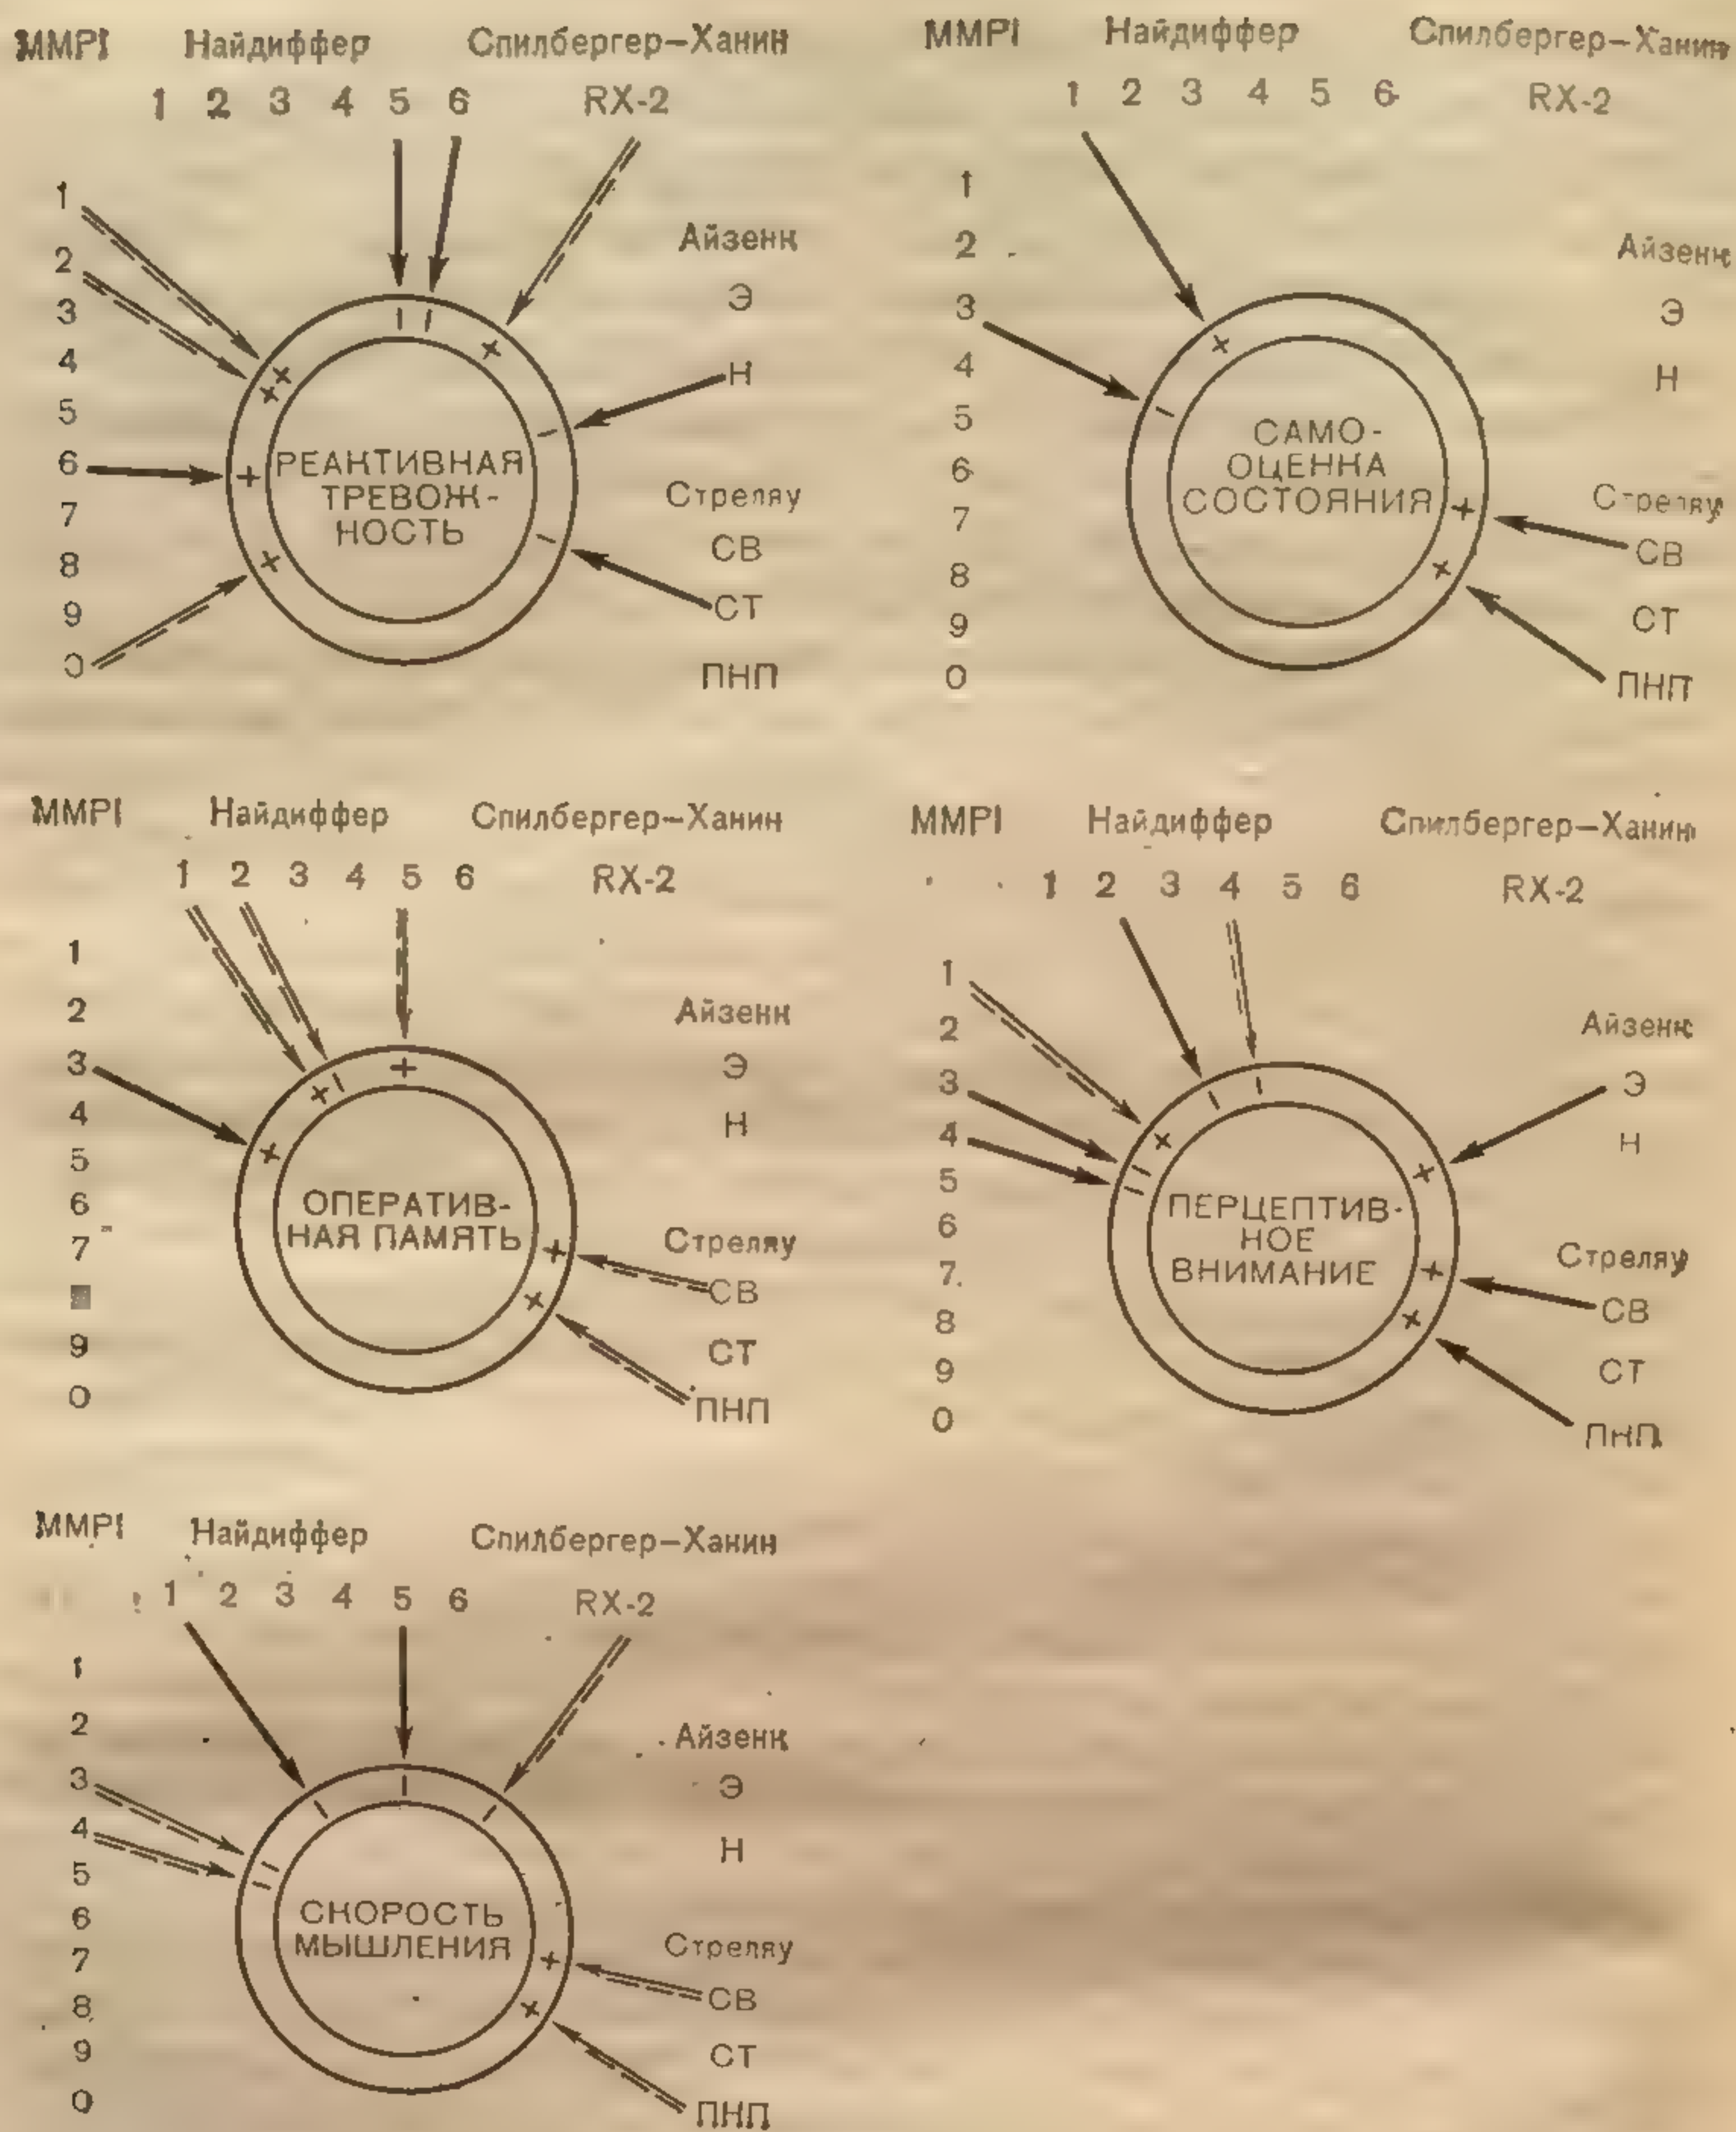 MMPI Найдиффер Спилбергер–Ханин
1 2 3 4 5 6 RX-2
1
2
3
4
5
6
7
8
9
0
Айзенк
Э
Н
Стреляу
СВ
СТ
ПНП
РЕАКТИВНАЯ
ТРЕВОЖ-
НОСТЬ
MMPI Найдиффер Спилбергер–Ханин
1 2 3 4 5 6 RX-2
1
2
3
4
5
6
7
8
9
0
Айзенк
Э
Н
Стреляу
СВ
СТ
ПНП
САМО-
ОЦЕНКА
СОСТОЯНИЯ
MMPI Найдиффер Спилбергер–Ханин
1 2 3 4 5 6 RX-2
1
2
3
4
5
6
7
9
0
Айзенк
Э
Н
Стреляу
СВ
СТ
ПНП
ОПЕРАТИВ-
НАЯ ПАМЯТЬ
MMPI Найдиффер Спилбергер–Ханин
1 2 3 4 5 6 RX-2
1
2
3
4
5
6
7
8
9
0
Айзенк
Э
Н
Стреляу
СВ
СТ
ПНП
ПЕРЦЕПТИВ-
НОЕ
ВНИМАНИЕ
MMPI Найдиффер Спилбергер–Ханин
1 2 3 4 5 6 RX-2
1
2
3
4
5
6
7
8
9
0
Айзенк
Э
Н
Стреляу
СВ
СТ
ПНП
СКОРОСТЬ
МЫШЛЕНИЯ